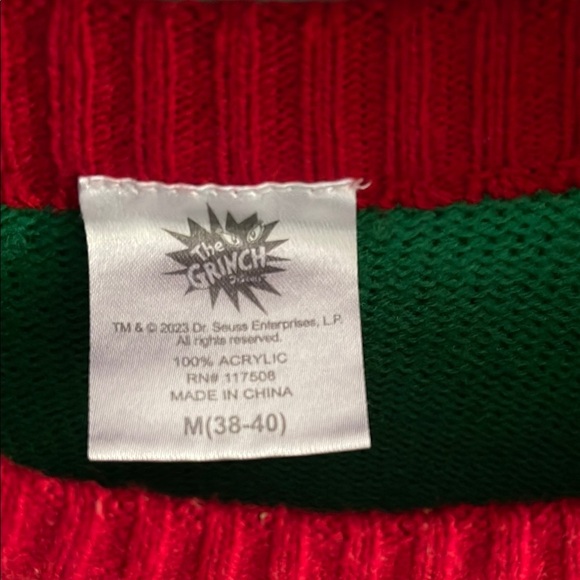 The
GRINCH
TM & © 2023 Dr. Seuss Enterprises, L.P.
All rights reserved.
100% ACRYLIC
RN# 117508
MADE IN CHINA
M(38-40)